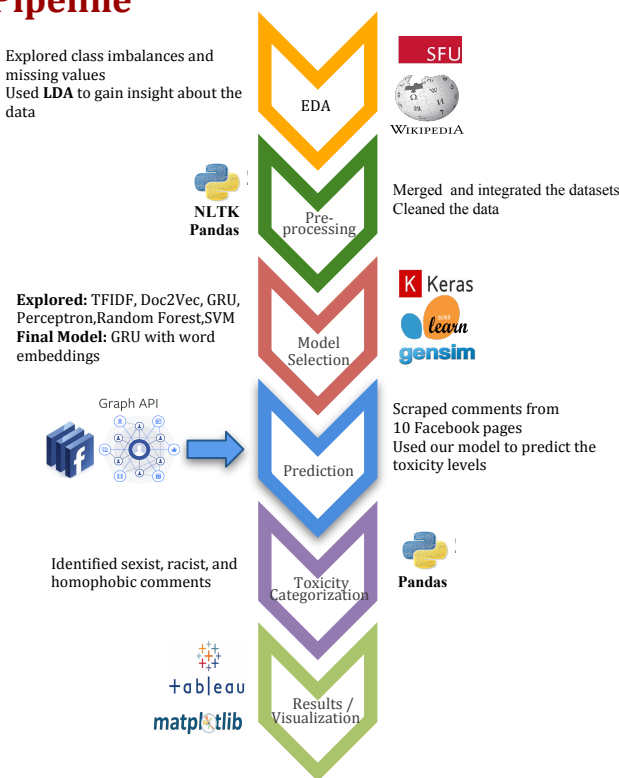 Pipeline
Explored class imbalances and
missing values
Used LDA to gain insight about the
data
EDA
SFU
WIKIPEDIA
NLTK
Pandas
Pre-
processing
Merged and integrated the datasets
Cleaned the data
Explored: TFIDF, Doc2Vec, GRU,
Perceptron,Random Forest,SVM
Final Model: GRU with word
embeddings
Model
Selection
K Keras
scikit
learn
gensim
Graph API
f
Prediction
Scraped comments from
10 Facebook pages
Used our model to predict the
toxicity levels
Identified sexist, racist, and
homophobic comments
Toxicity
Categorization
Pandas
+ableau
matplotlib
Results /
Visualization